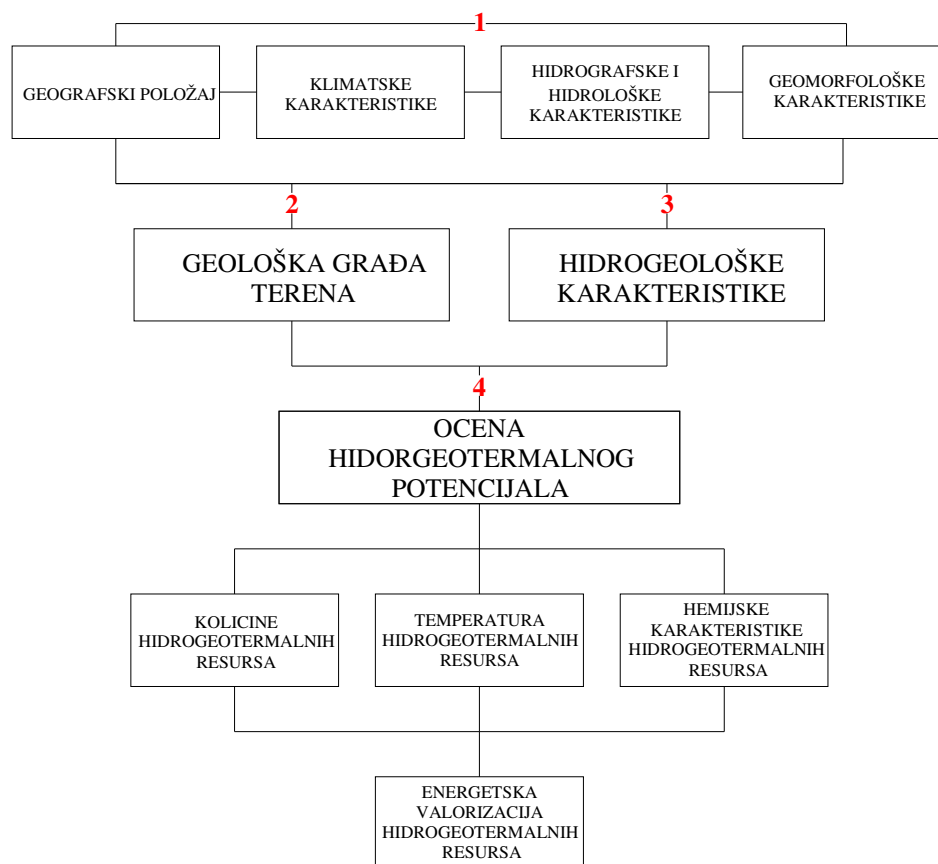 1
GEOGRAFSKI POLOŽAJ
KLIMATSKE
KARAKTERISTIKE
HIDROGRAFSKE I
HIDROLOŠKE
KARAKTERISTIKE
GEOMORFOLOŠKE
KARAKTERISTIKE
2
3
GEOLOŠKA GRAĐA
TERENA
HIDROGEOLOŠKE
KARAKTERISTIKE
4
OCENA
HIDORGEOTERMALNOG
POTENCIJALA
KOLICINE
HIDROGEOTERMALNIH
RESURSA
TEMPERATURA
HIDROGEOTERMALNIH
RESURSA
HEMIJSKE
KARAKTERISTIKE
HIDROGEOTERMALNIH
RESURSA
ENERGETSKA
VALORIZACIJA
HIDROGEOTERMALNIH
RESURSA